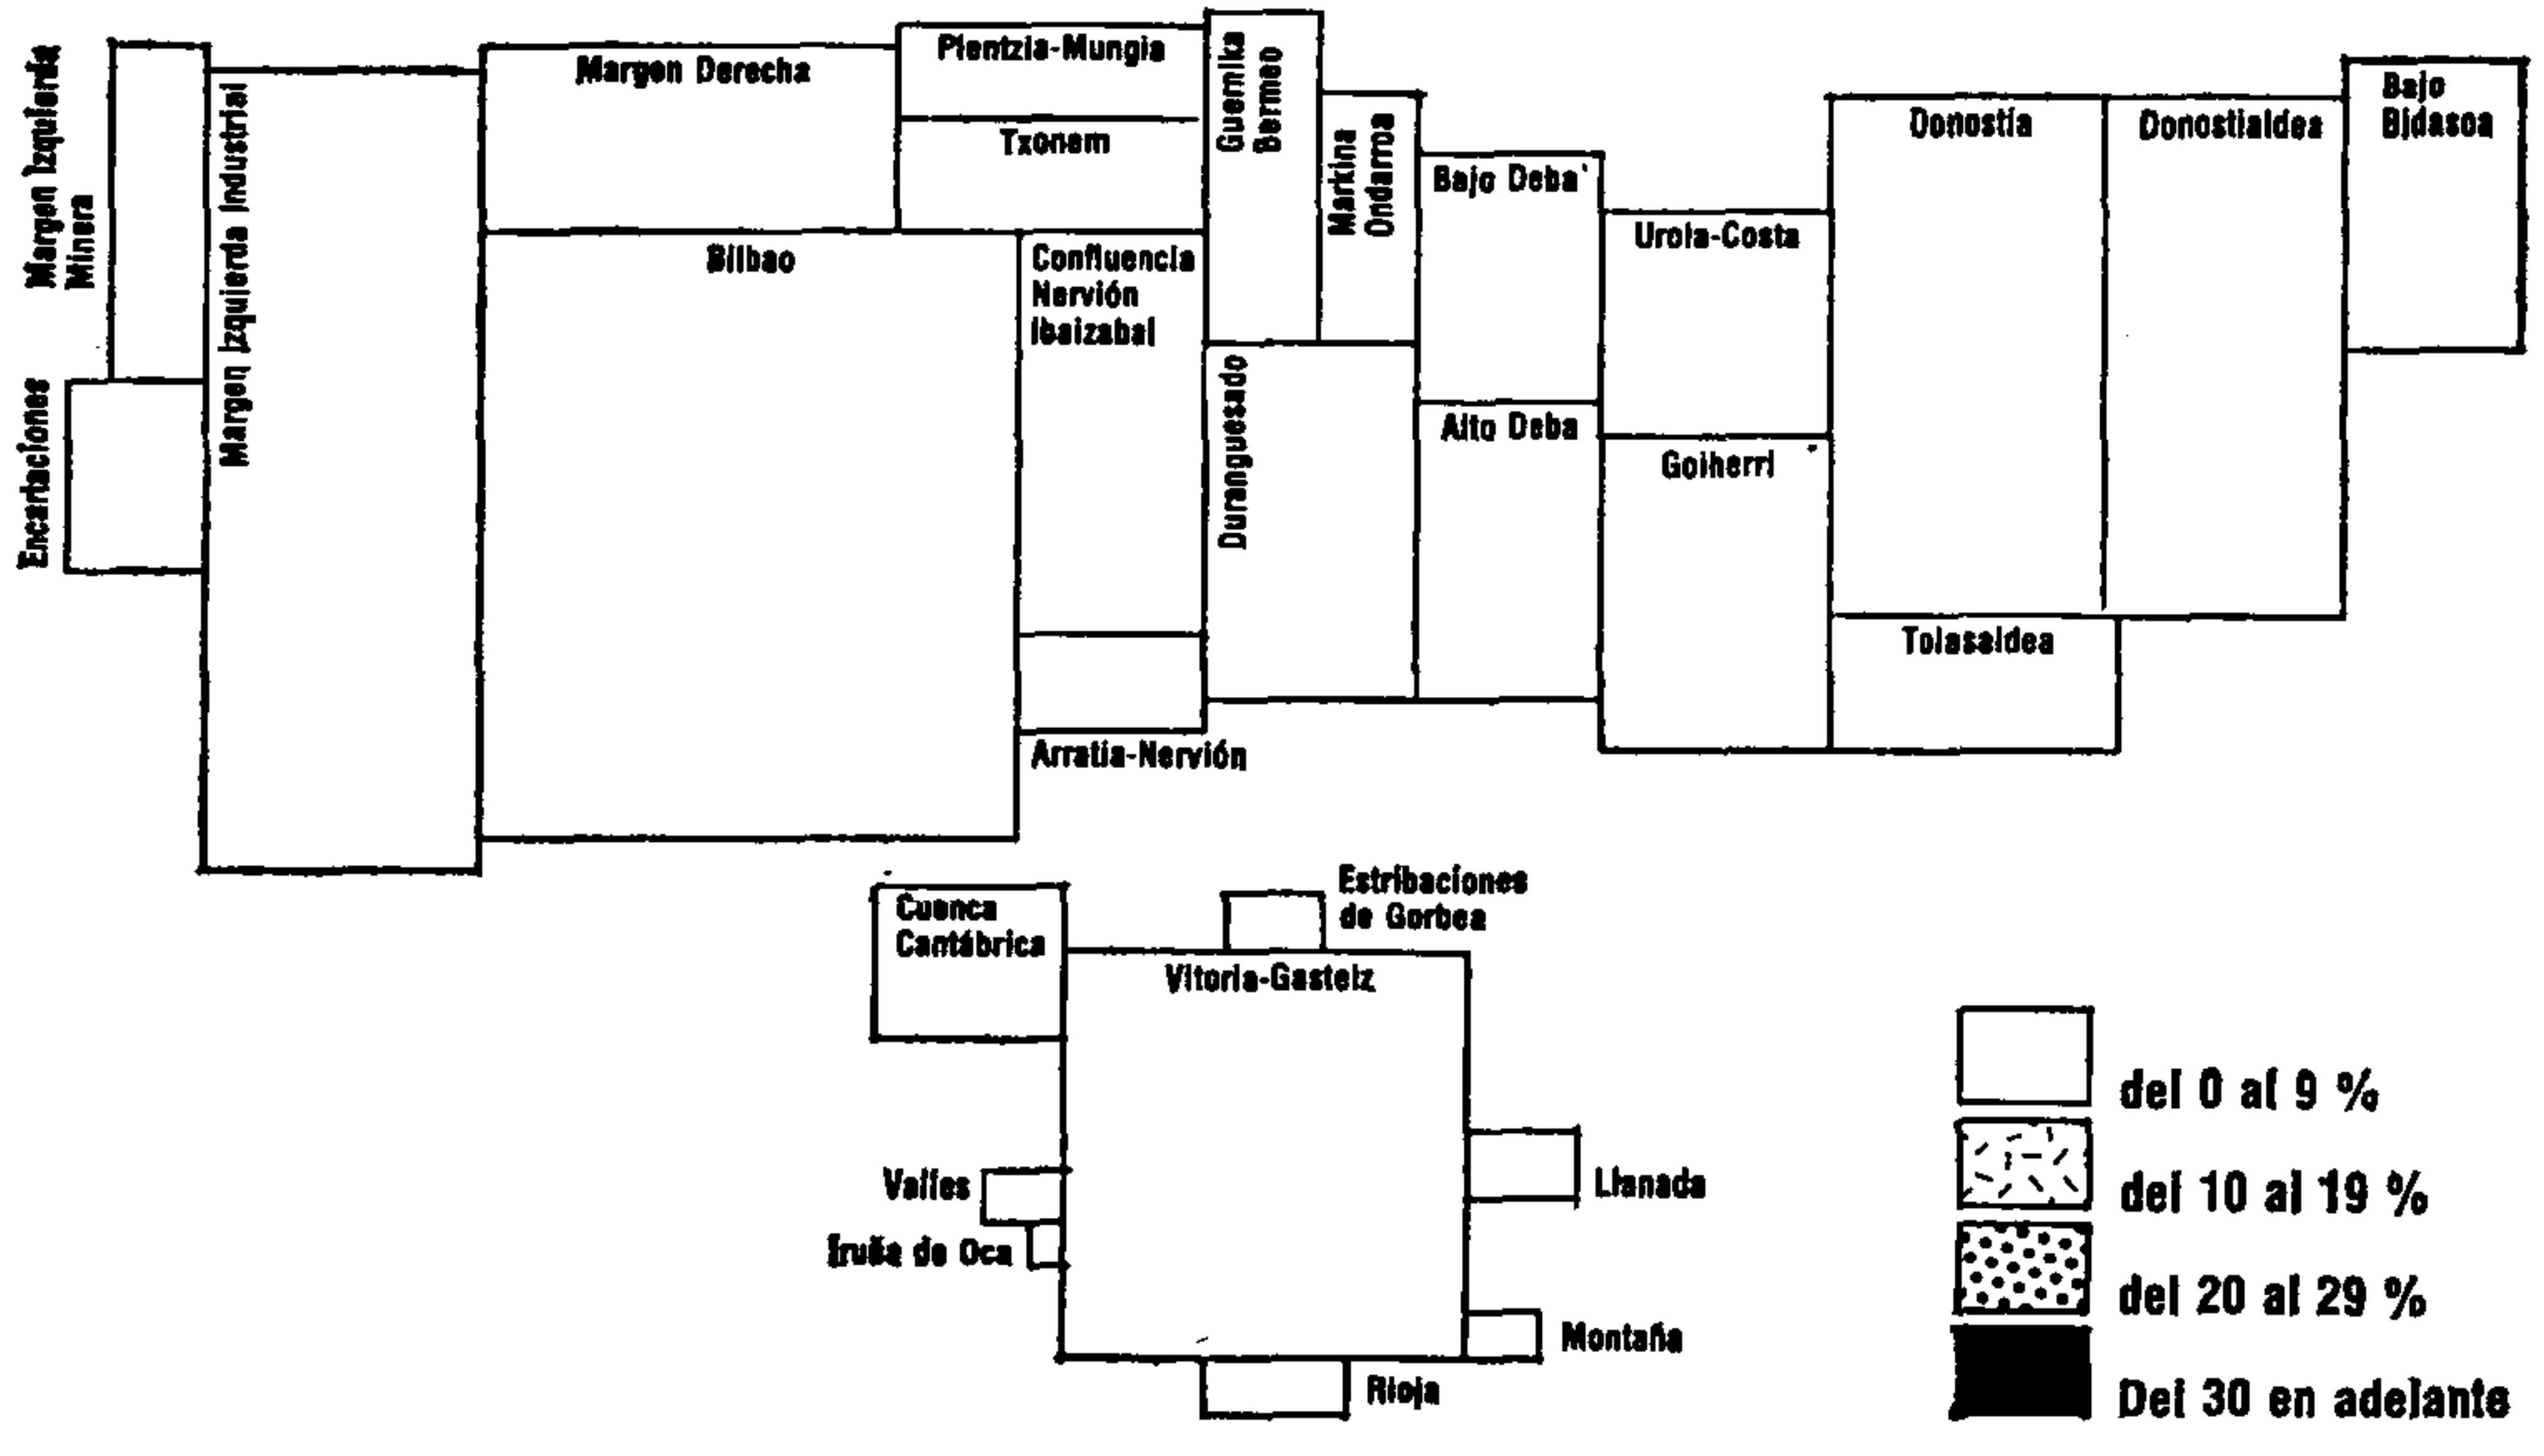 Margen Izquierda
Minera
Encartaciones
Margen Izquierda Industrial
Margen Derecha
Plentzia-Mungia
Txonem
Guernika
Bermeo
Markina
Ondarroa
Bilbao
Confluencia
Nervión
Ibaizabal
Arratia-Nervión
Duranguesado
Bajo Deba
Alto Deba
Urola-Costa
Goiherri
Donostia
Donostialdea
Bajo
Bidasoa
Tolasaldea
Cuenca
Cantábrica
Estribaciones
de Gorbea
Vitoria-Gasteiz
Valles
Iruña de Oca
Llanada
Montaña
Rioja
del 0 al 9 %
del 10 al 19 %
del 20 al 29 %
Del 30 en adelante